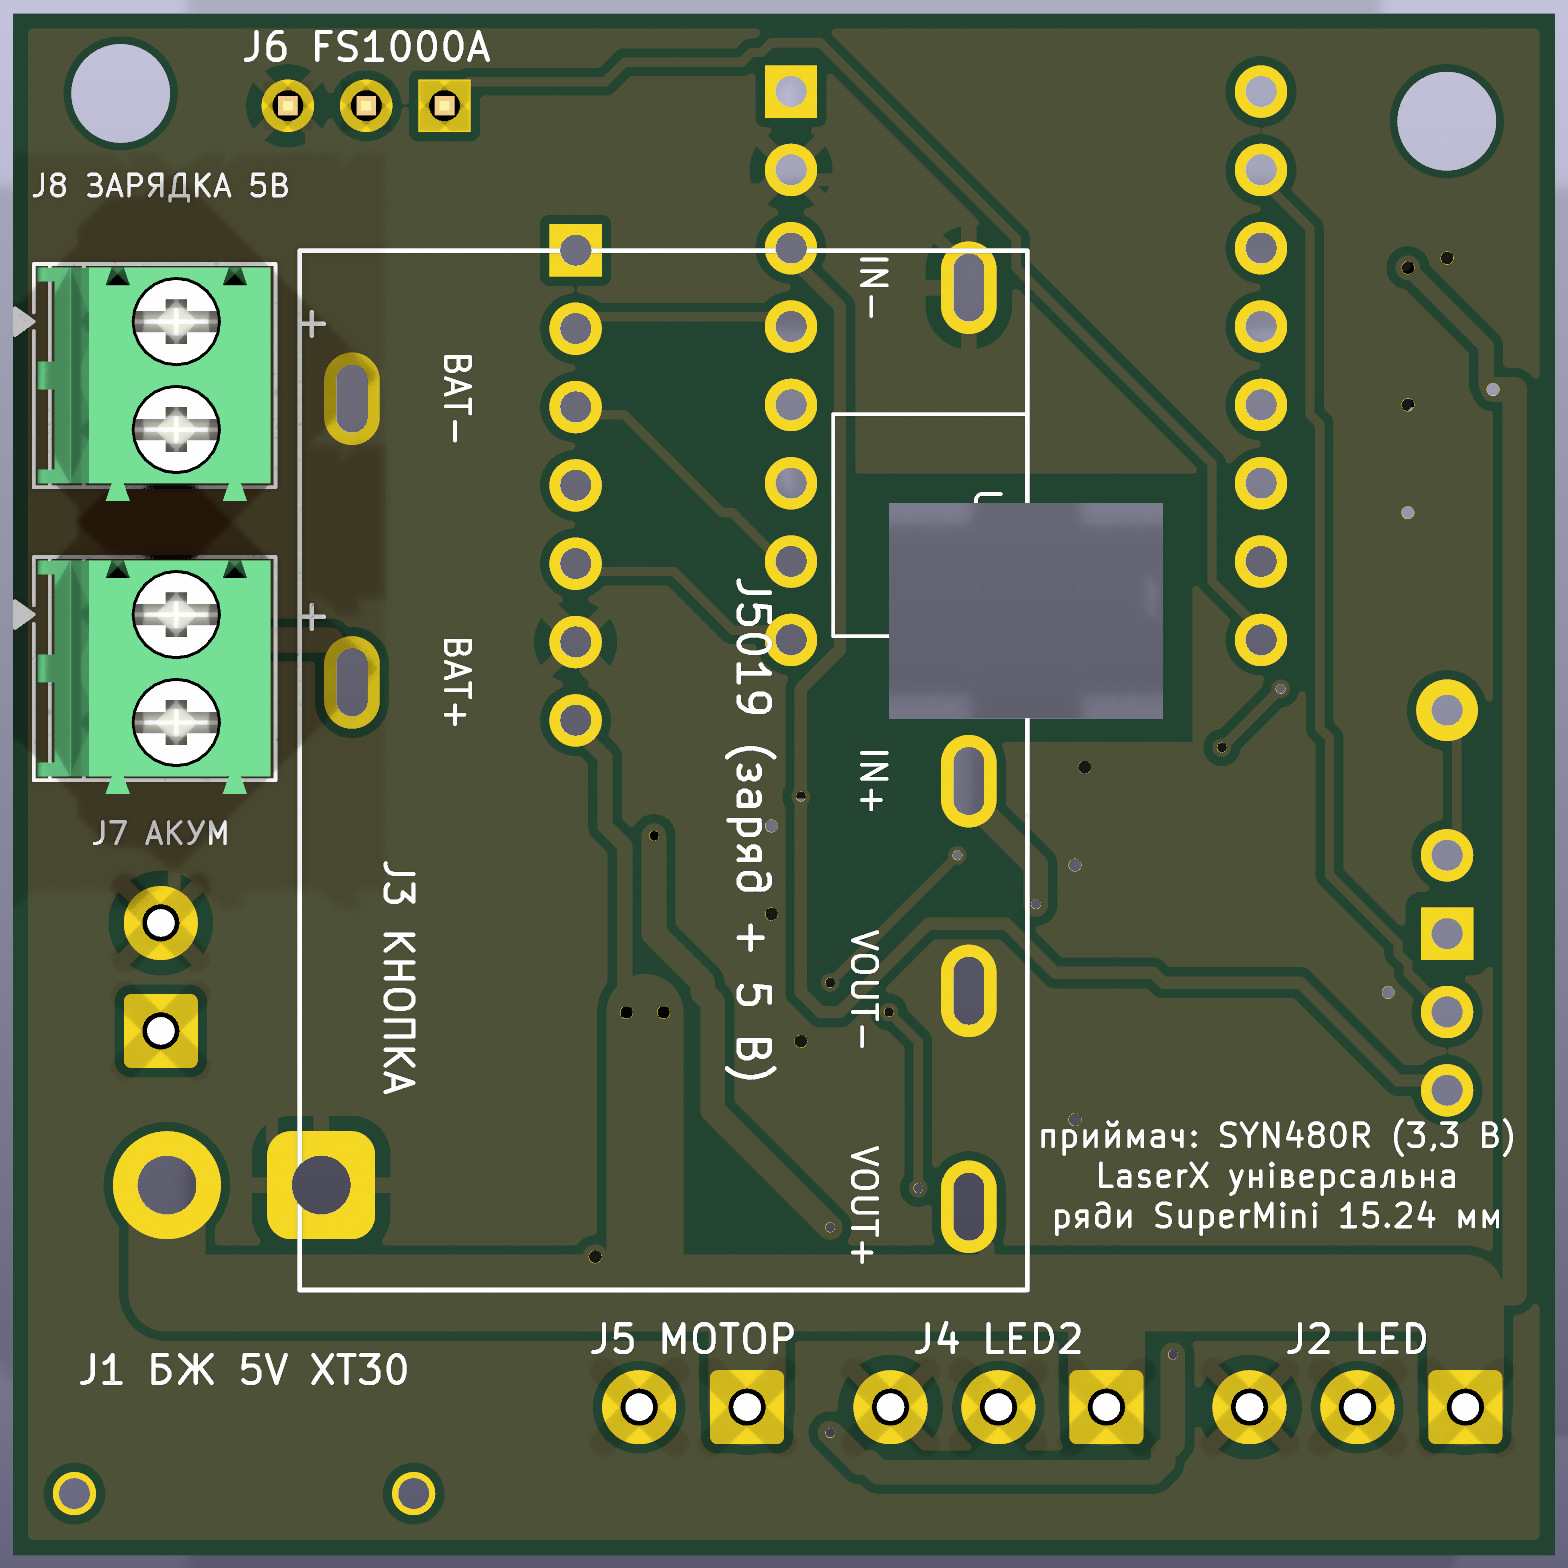 J6 FS1000A
J8 ЗАРЯДКА 5В
IN-
+
BAT-
J5019 (заряд + 5 В)
+
BAT+
IN+
J7 АКУМ
J3 КНОПКА
VOUT-
приймач: SYN480R (3,3 В)
LaserX універсальна
ряди SuperMini 15.24 мм
VOUT+
J5 МОТОР
J4 LED2
J2 LED
J1 БЖ 5V XT30